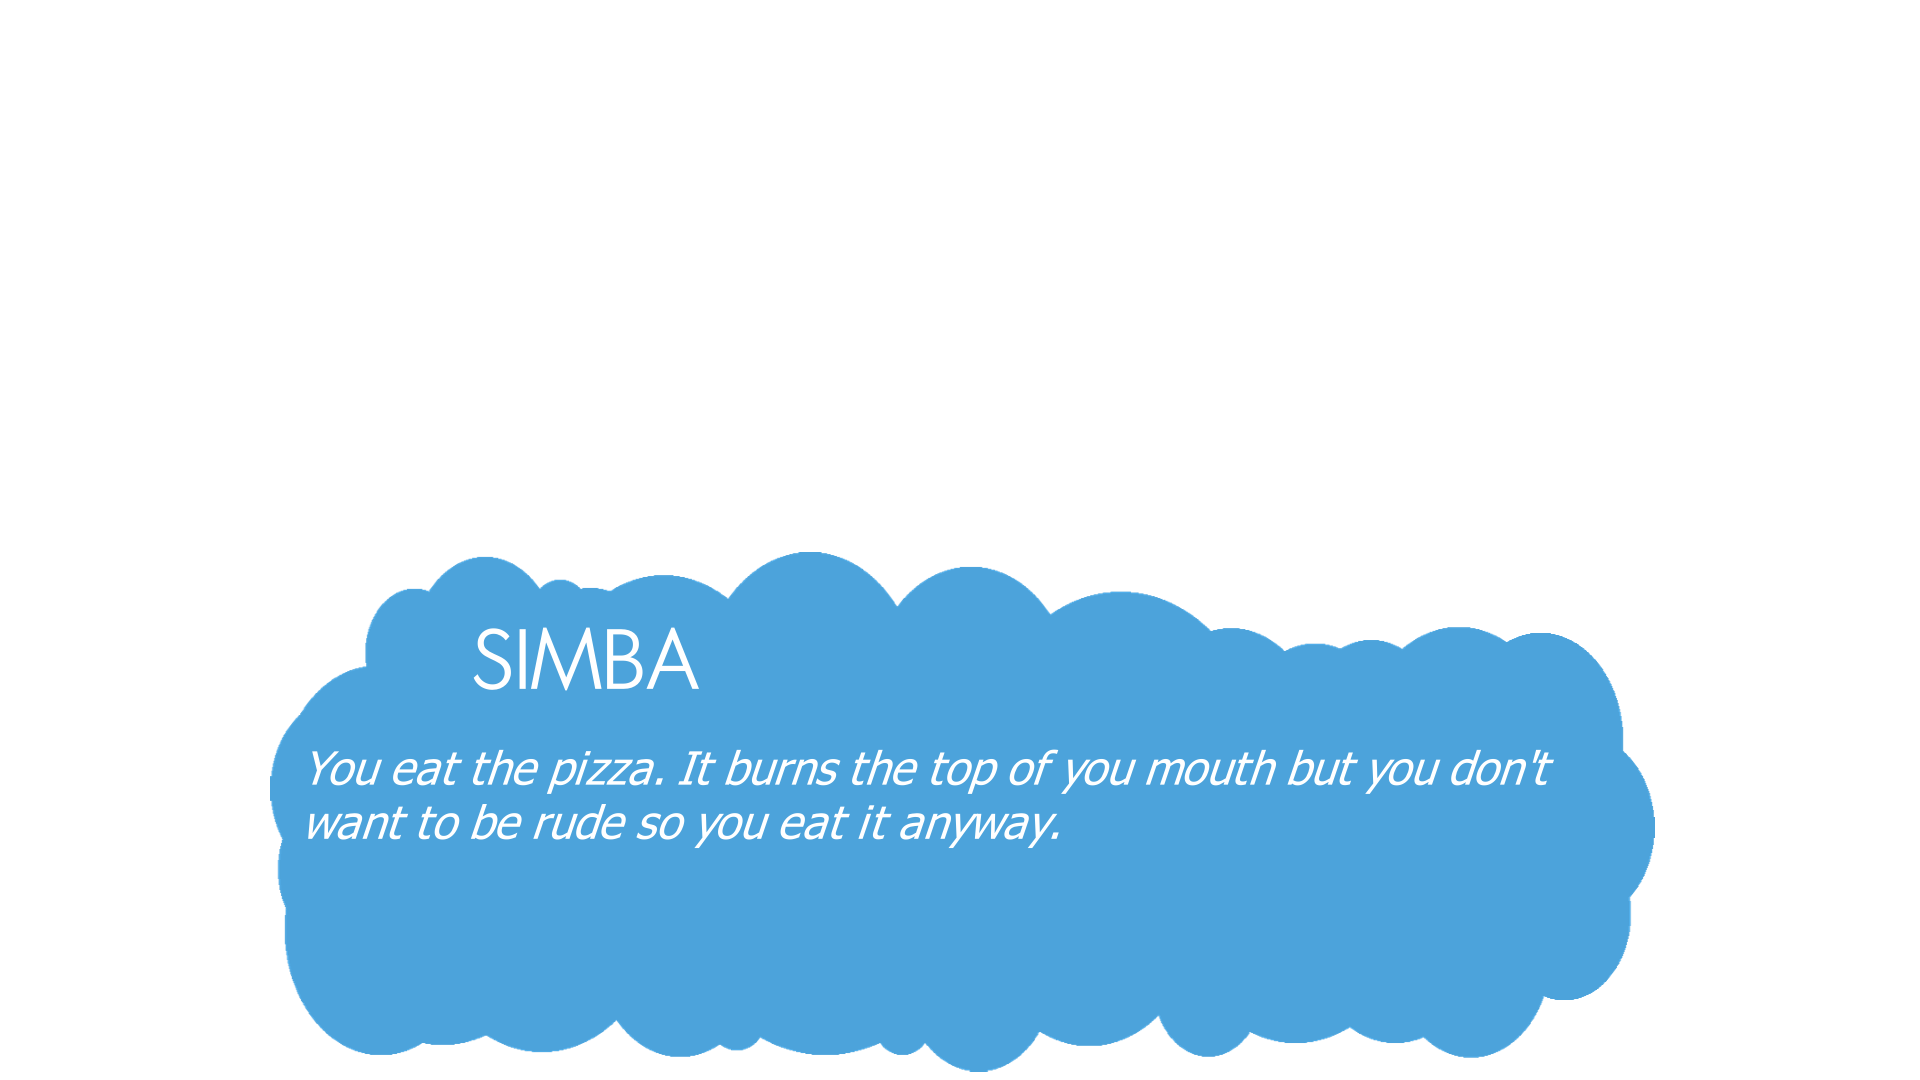 SIMBA
You eat the pizza. It burns the top of you mouth but you don't
want to be rude so you eat it anyway.